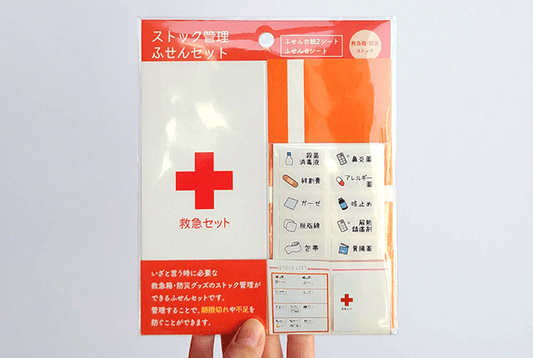 ストック管理
ふせんセット
ふせん台紙2シート
ふせん6シート
救急箱・防災
ストック
救急セット
殺菌
消毒液
鼻炎薬
絆創膏
アレルギー
薬
ガーゼ
咳止め
脱脂綿
解熱
鎮痛剤
包帯
胃腸薬
いざと言う時に必要な
救急箱・防災グッズのストック管理が
できるふせんセットです。
管理することで、期限切れや不足を
防ぐことができます。
STOCK LIST